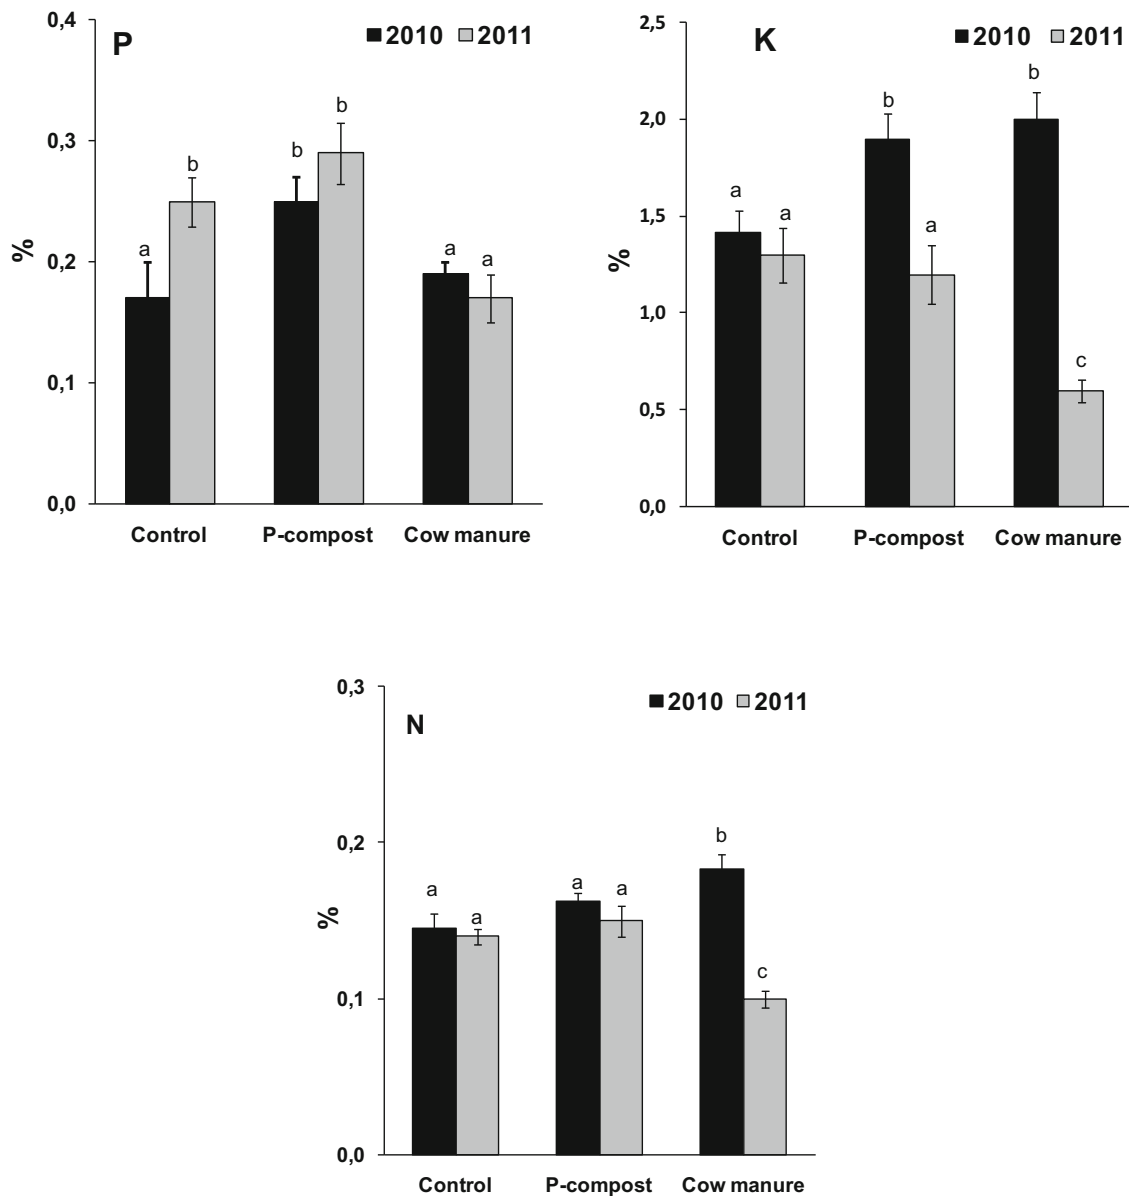 P
2010 2011
0,4
0,3
0,2
0,1
0,0
%
a b b b a a
Control P-compost Cow manure
K
2010 2011
2,5
2,0
1,5
1,0
0,5
0,0
%
a a b a b c
Control P-compost Cow manure
N
2010 2011
0,3
0,2
0,1
0,0
%
a a a a b c
Control P-compost Cow manure